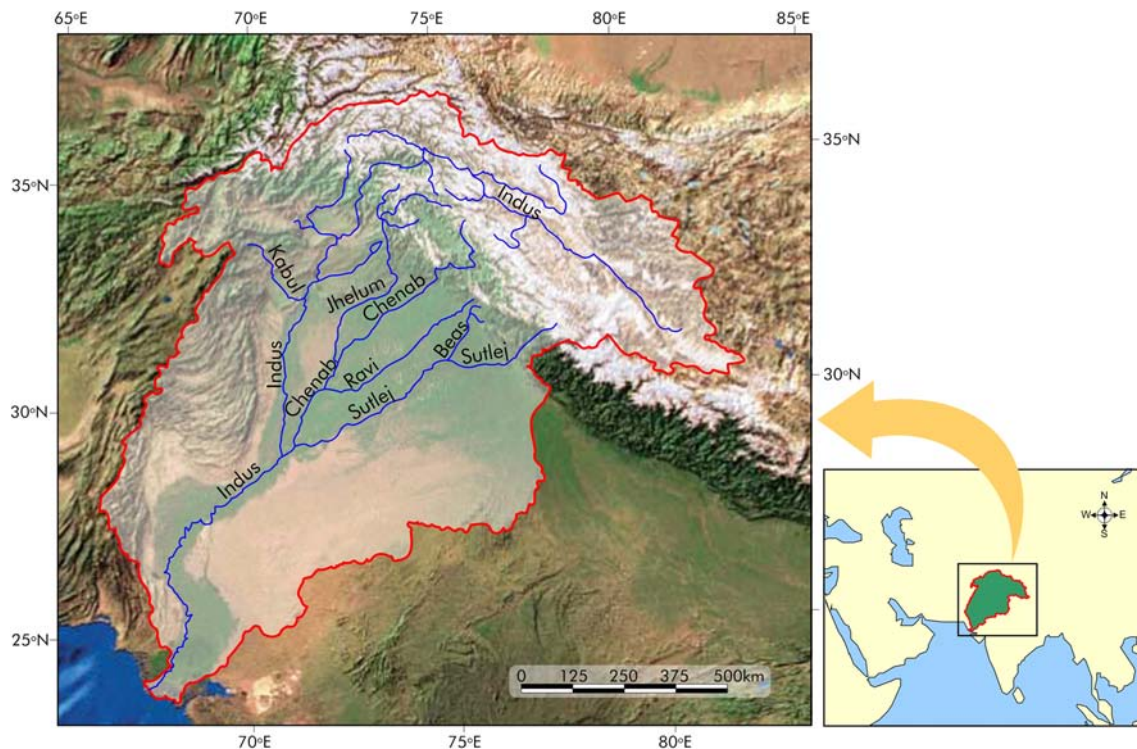 65°E 70°E 75°E 80°E 85°E
35°N
35°N
Indus
Kabul
Jhelum
Chenab
Indus
Chenab
Ravi
Beas
Sutlej
Sutlej
30°N
30°N
Indus
25°N
0 125 250 375 500km
70°E 75°E 80°E
N
W E
S